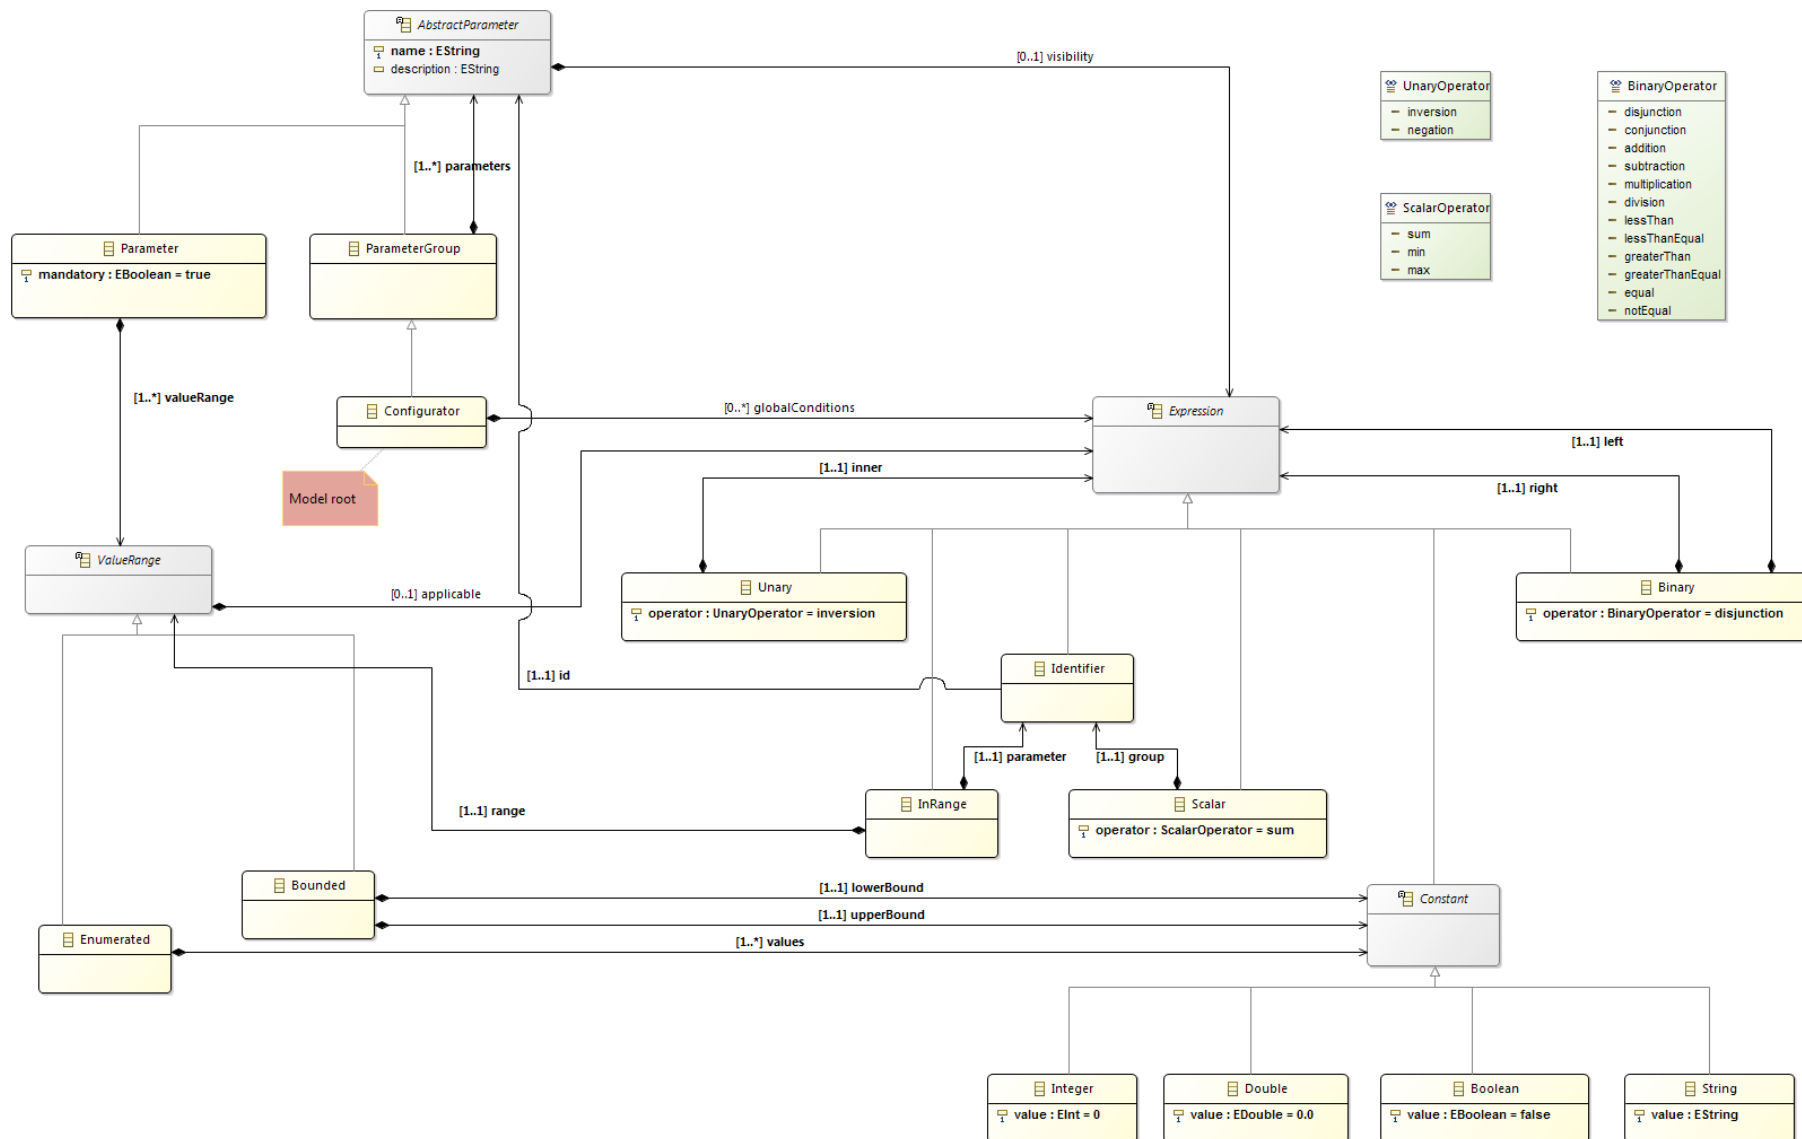 AbstractParameter
name : EString
description : EString
[0..1] visibility
UnaryOperator
inversion
negation
BinaryOperator
disjunction
conjunction
addition
subtraction
multiplication
division
lessThan
lessThanEqual
greaterThan
greaterThanEqual
equal
notEqual
ScalarOperator
sum
min
max
[1..*] parameters
Parameter
mandatory : EBoolean = true
ParameterGroup
[1..*] valueRange
Configurator
[0..*] globalConditions
Expression
[1..1] left
[1..1] inner
[1..1] right
Model root
ValueRange
[0..1] applicable
Unary
operator : UnaryOperator = inversion
Binary
operator : BinaryOperator = disjunction
[1..1] id
Identifier
[1..1] parameter
[1..1] group
[1..1] range
InRange
Scalar
operator : ScalarOperator = sum
Bounded
[1..1] lowerBound
[1..1] upperBound
Constant
Enumerated
[1..*] values
Integer
value : EInt = 0
Double
value : EDouble = 0.0
Boolean
value : EBoolean = false
String
value : EString